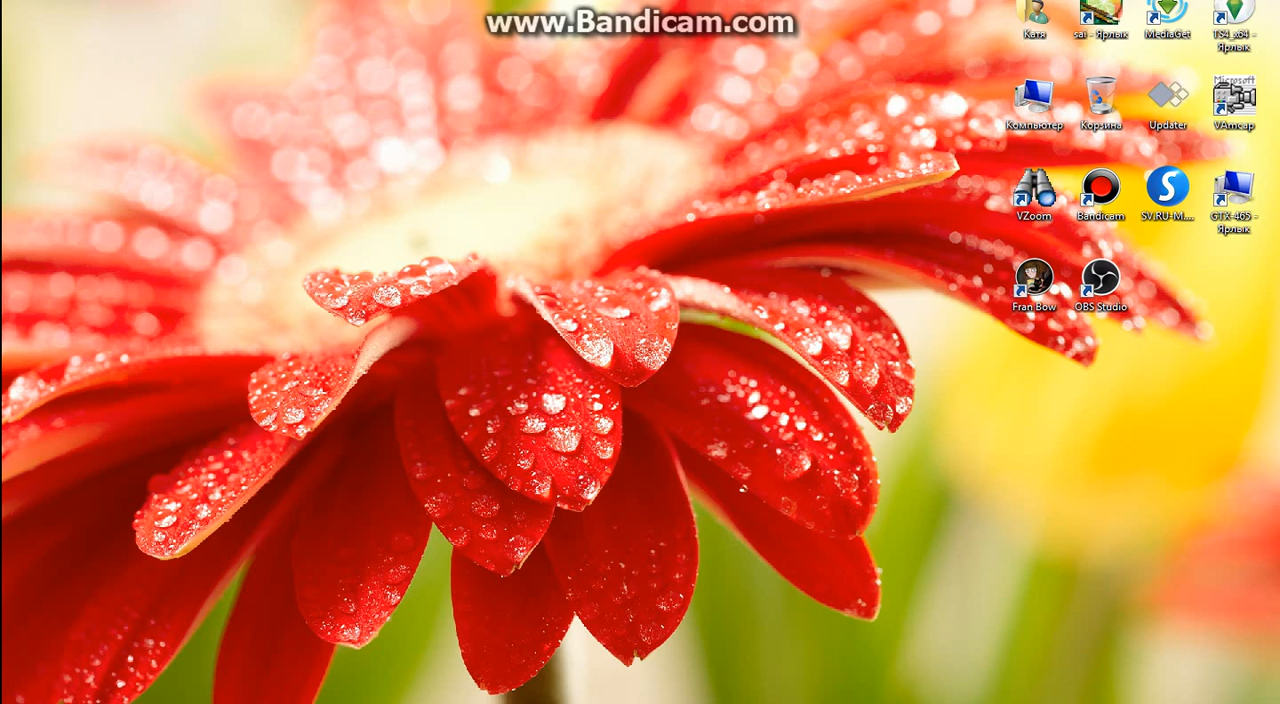 www.Bandicam.com
Катя
sai - Ярлык
MediaGet
TS4_x64 -
Ярлык
Компьютер
Корзина
Updater
Microsoft
VAmcap
VZoom
Bandicam
SV.RU-M....
GTX-465 -
Ярлык
Fran Bow
OBS Studio